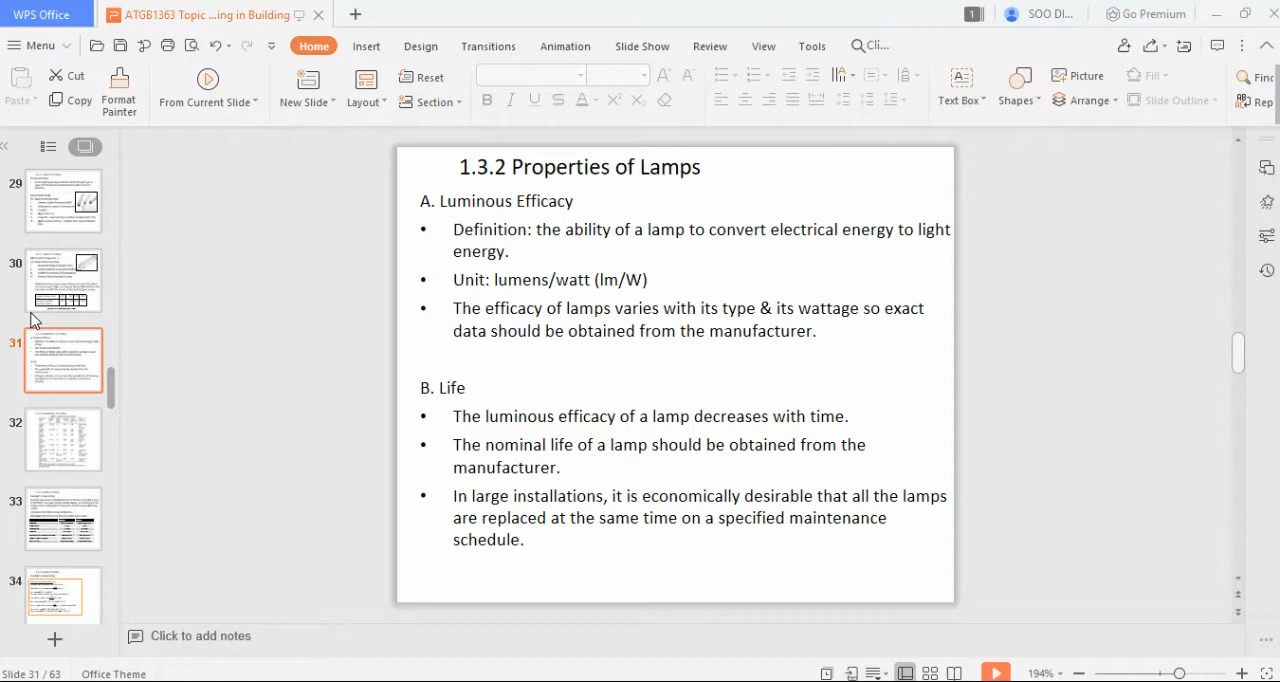 WPS Office
ATGB1363 Topic ...ing in Building
1
SOO DI...
Go Premium
Menu
Home
Insert
Design
Transitions
Animation
Slide Show
Review
View
Tools
Cli...
Paste
Cut
Copy
Format
Painter
From Current Slide
New Slide
Layout
Reset
Section
B I U S A X² X₂
A⁺ A⁻
Text Box
Shapes
Picture
Arrange
Fill
Slide Outline
Finc
Rep
29
30
31
32
33
34
1.3.2 Properties of Lamps
A. Luminous Efficacy
• Definition: the ability of a lamp to convert electrical energy to light
energy.
• Unit: lumens/watt (lm/W)
• The efficacy of lamps varies with its type & its wattage so exact
data should be obtained from the manufacturer.
B. Life
• The luminous efficacy of a lamp decreases with time.
• The nominal life of a lamp should be obtained from the
manufacturer.
• In large installations, it is economically desirable that all the lamps
are replaced at the same time on a specified maintenance
schedule.
Click to add notes
Slide 31 / 63
Office Theme
194%